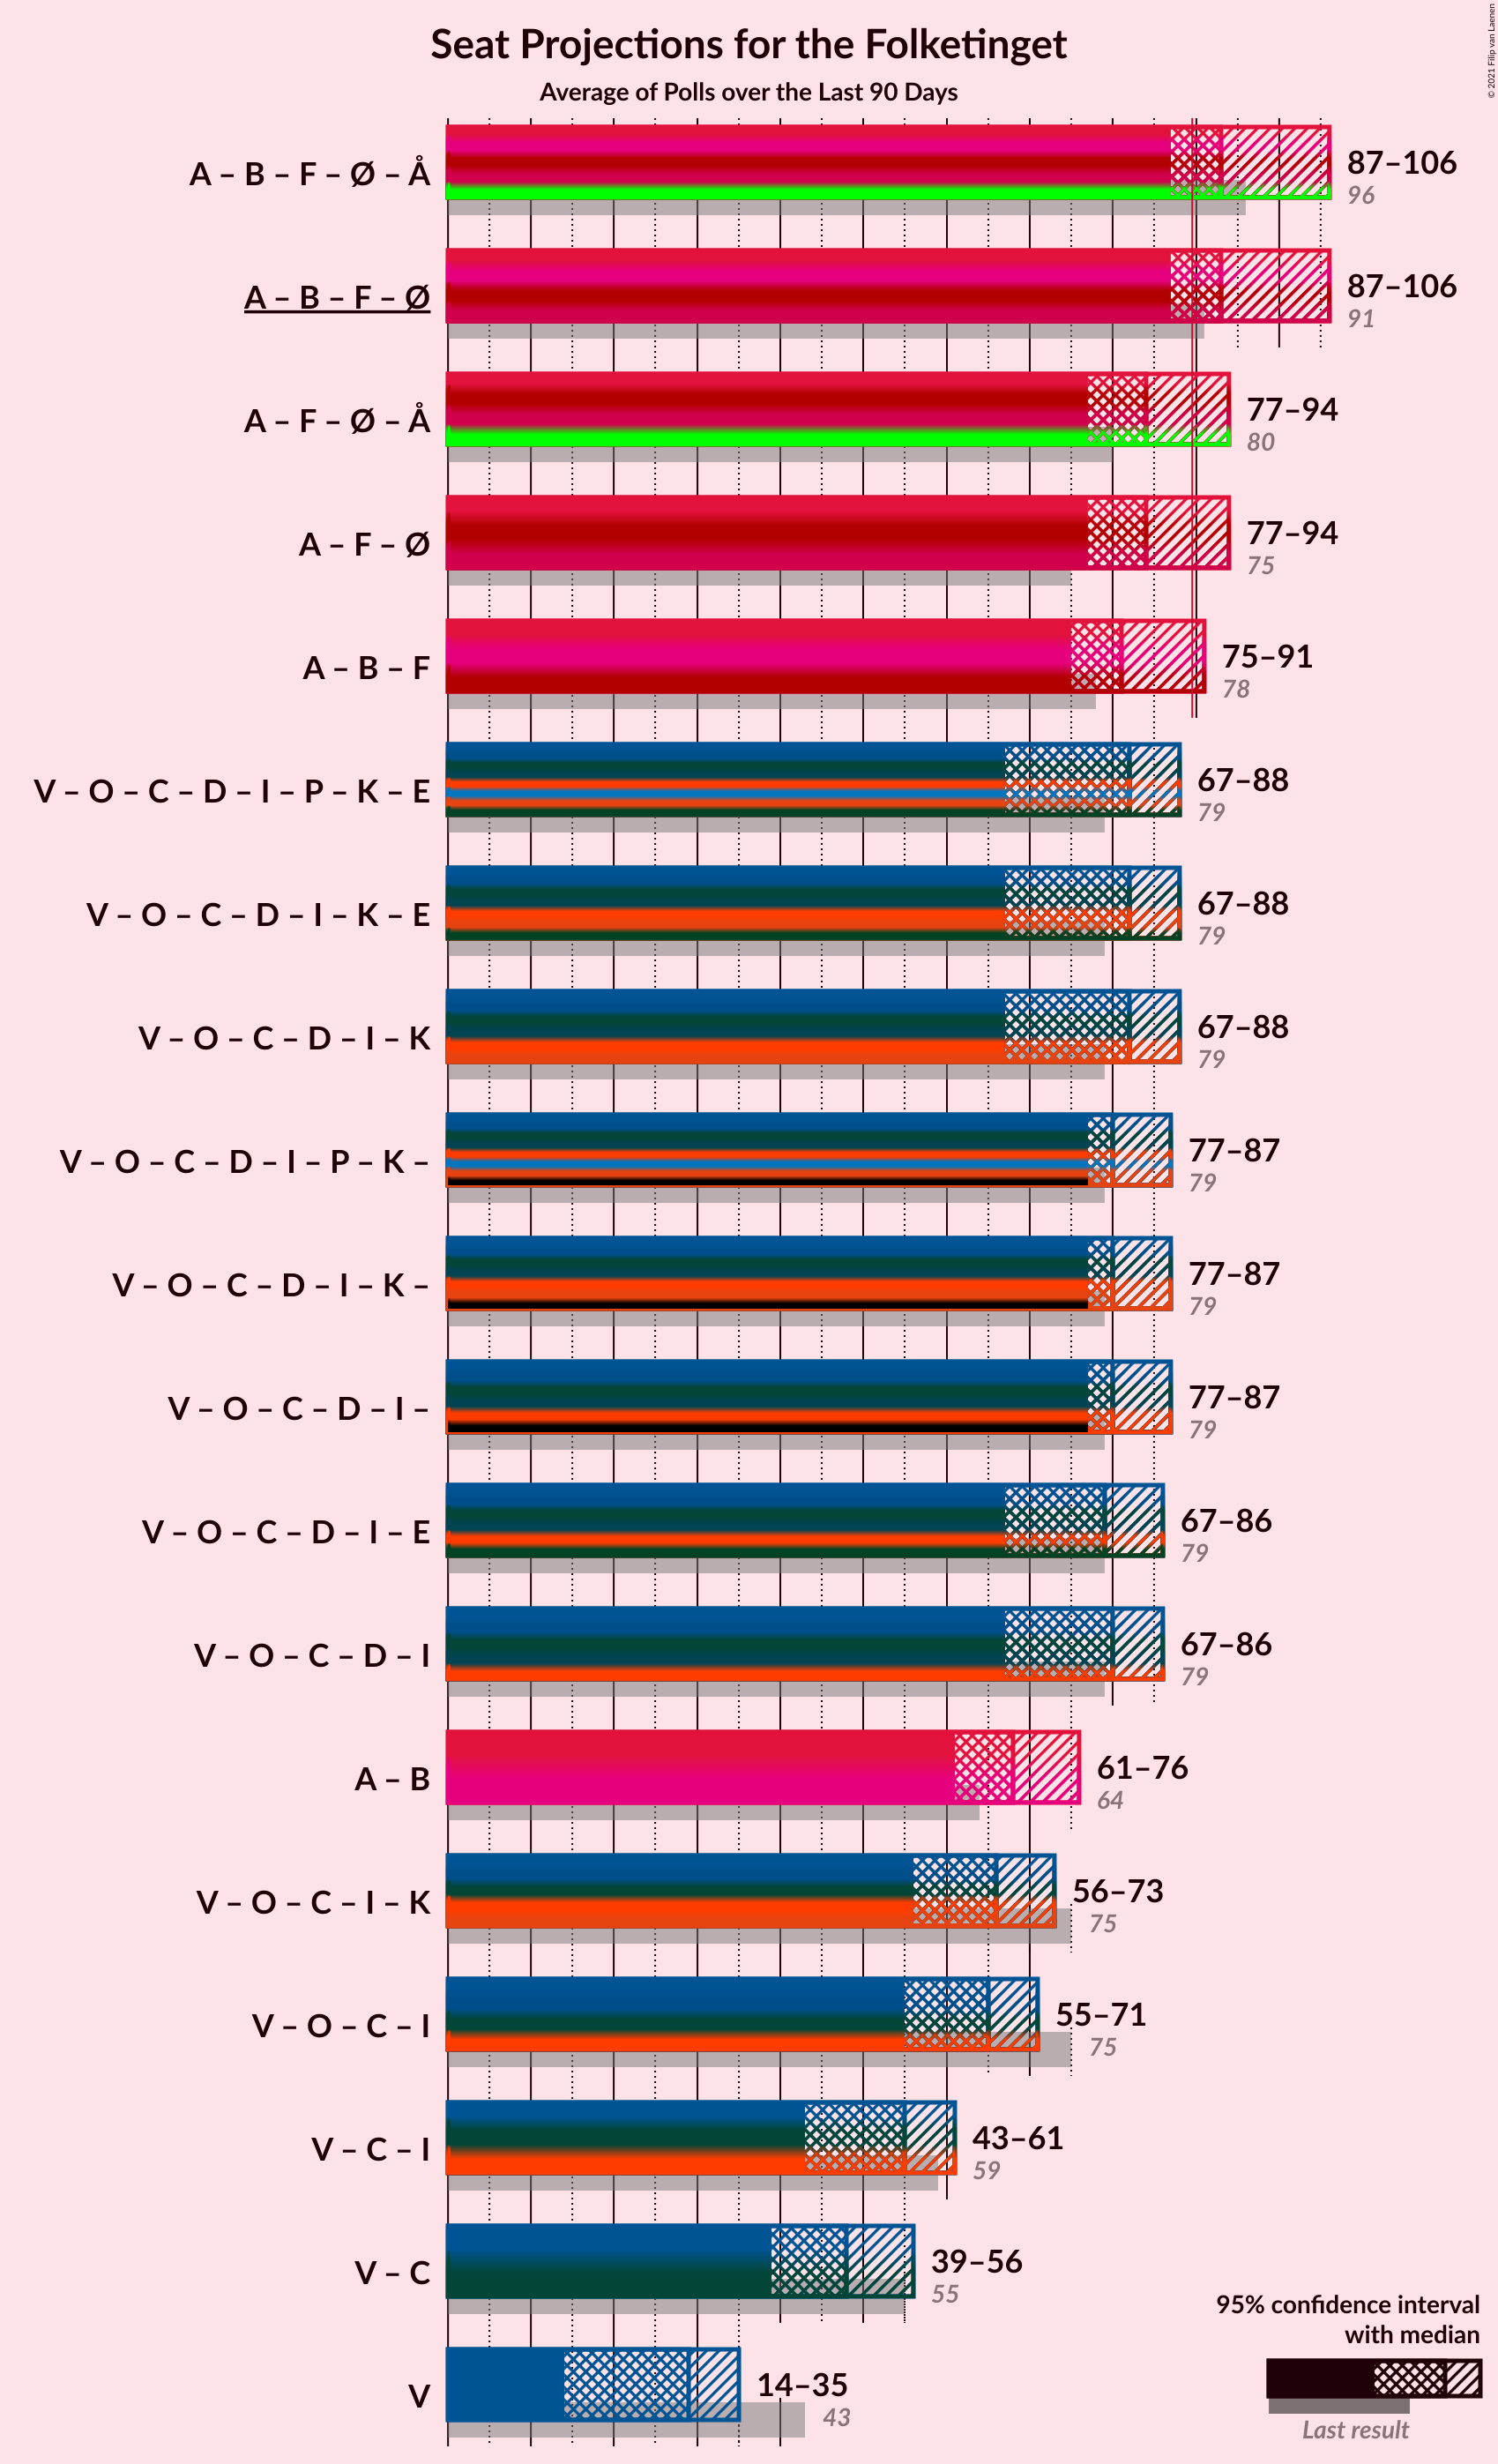 Seat Projections for the Folketinget
Average of Polls over the Last 90 Days
© 2021 Filip van Laenen
A – B – F – Ø – Å
87–106
96
A – B – F – Ø
87–106
91
A – F – Ø – Å
77–94
80
A – F – Ø
77–94
75
A – B – F
75–91
78
V – O – C – D – I – P – K – E
67–88
79
V – O – C – D – I – K – E
67–88
79
V – O – C – D – I – K
67–88
79
V – O – C – D – I – P – K –
77–87
79
V – O – C – D – I – K –
77–87
79
V – O – C – D – I –
77–87
79
V – O – C – D – I – E
67–86
79
V – O – C – D – I
67–86
79
A – B
61–76
64
V – O – C – I – K
56–73
75
V – O – C – I
55–71
75
V – C – I
43–61
59
V – C
39–56
55
V
14–35
43
95% confidence interval
with median
Last result